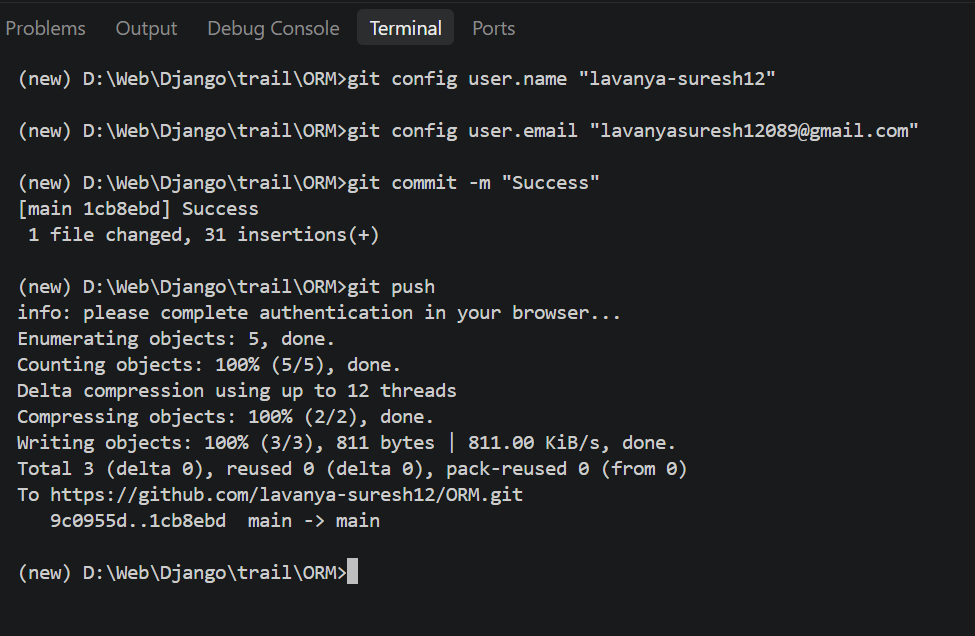 Problems Output Debug Console Terminal Ports
(new) D:\Web\Django\trail\ORM>git config user.name "lavanya-suresh12"
(new) D:\Web\Django\trail\ORM>git config user.email "lavanyasuresh12089@gmail.com"
(new) D:\Web\Django\trail\ORM>git commit -m "Success"
[main 1cb8ebd] Success
 1 file changed, 31 insertions(+)
(new) D:\Web\Django\trail\ORM>git push
info: please complete authentication in your browser...
Enumerating objects: 5, done.
Counting objects: 100% (5/5), done.
Delta compression using up to 12 threads
Compressing objects: 100% (2/2), done.
Writing objects: 100% (3/3), 811 bytes | 811.00 KiB/s, done.
Total 3 (delta 0), reused 0 (delta 0), pack-reused 0 (from 0)
To https://github.com/lavanya-suresh12/ORM.git
   9c0955d..1cb8ebd  main -> main
(new) D:\Web\Django\trail\ORM>